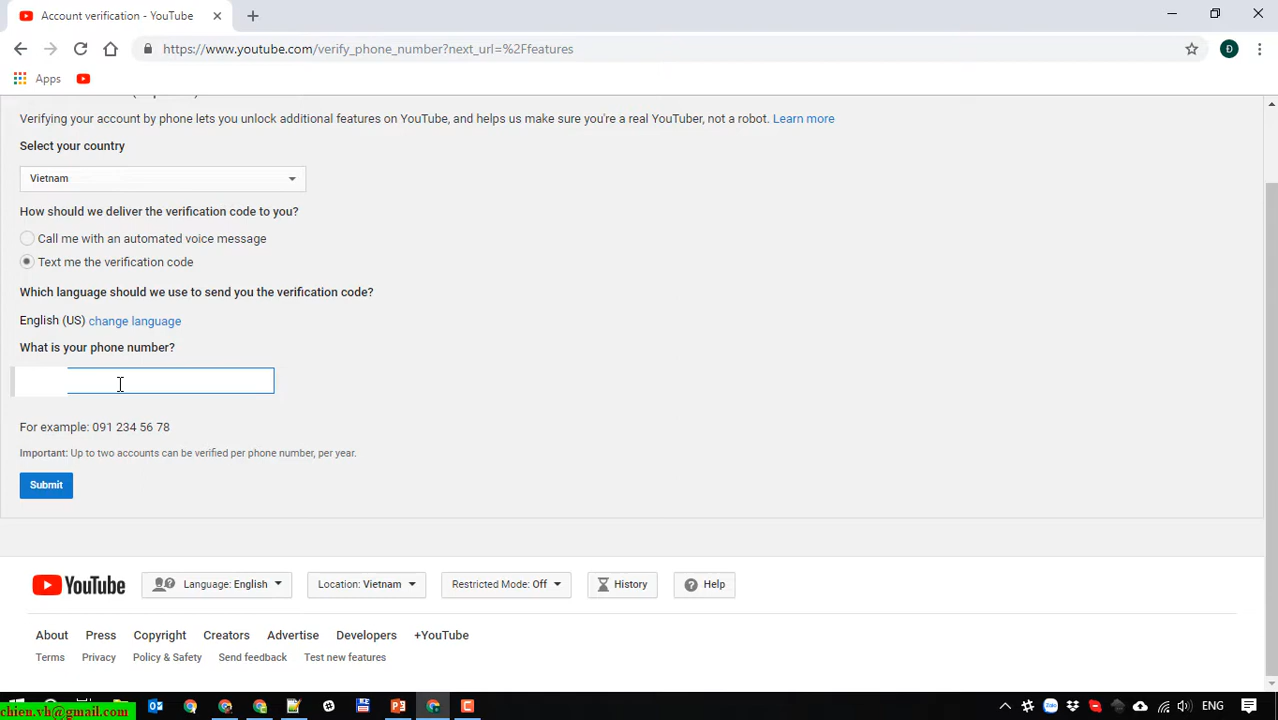 Account verification - YouTube
https://www.youtube.com/verify_phone_number?next_url=%2Ffeatures
Đ
Apps
Verifying your account by phone lets you unlock additional features on YouTube, and helps us make sure you're a real YouTuber, not a robot. Learn more
Select your country
Vietnam
How should we deliver the verification code to you?
Call me with an automated voice message
Text me the verification code
Which language should we use to send you the verification code?
English (US) change language
What is your phone number?
For example: 091 234 56 78
Important: Up to two accounts can be verified per phone number, per year.
Submit
YouTube Language: English Location: Vietnam Restricted Mode: Off History Help
About Press Copyright Creators Advertise Developers +YouTube
Terms Privacy Policy & Safety Send feedback Test new features
chien.vh@gmail.com
Zalo
ENG